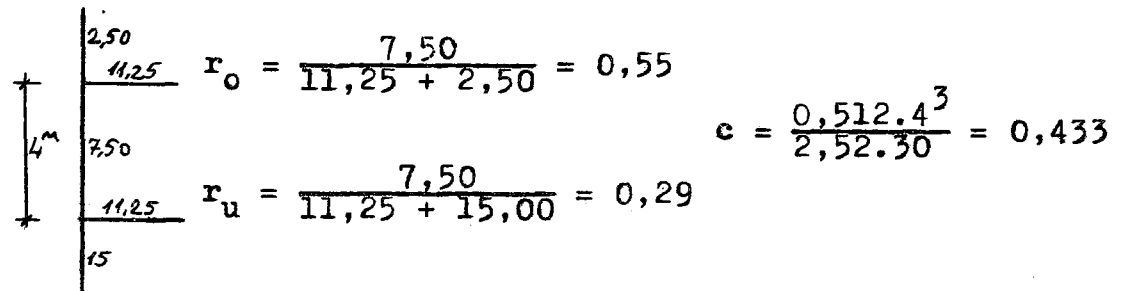 2,50
11,25 r_o = 7,50 / (11,25 + 2,50) = 0,55
4^m
7,50
c = 0,512.4^3 / 2,52.30 = 0,433
11,25 r_u = 7,50 / (11,25 + 15,00) = 0,29
15